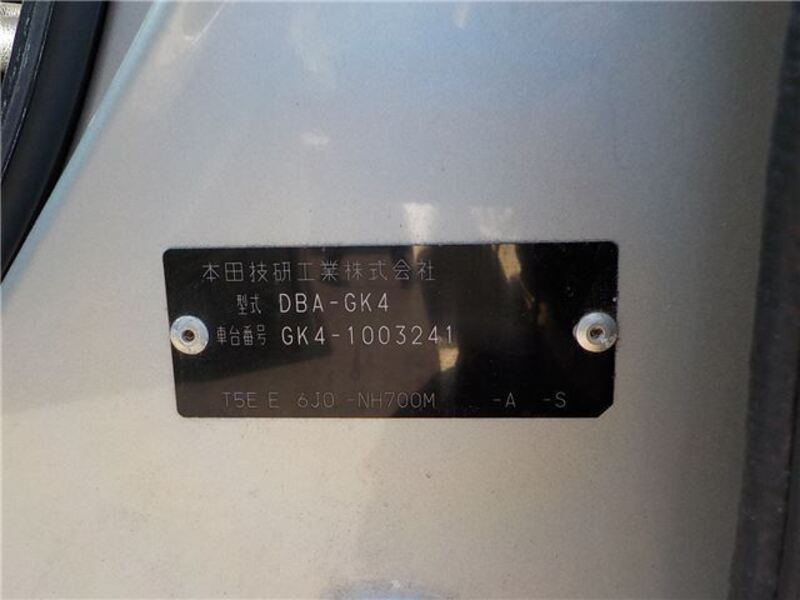 本田技研工業株式会社
型式 DBA-GK4
車台番号 GK4-1003241
T5E E 6J0 -NH700M -A -S